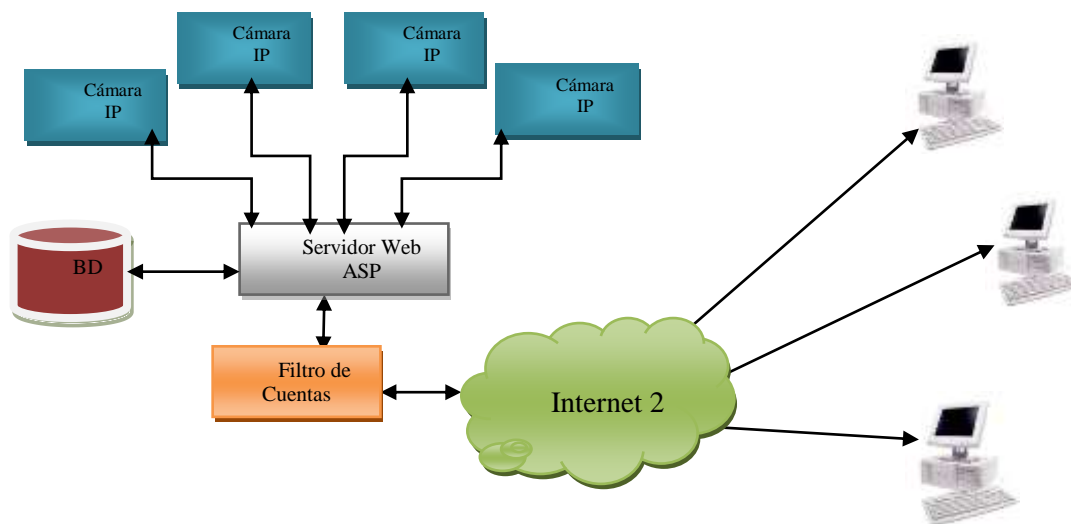 Cámara
IP
Cámara
IP
Cámara
IP
Cámara
IP
BD
Servidor Web
ASP
Filtro de
Cuentas
Internet 2